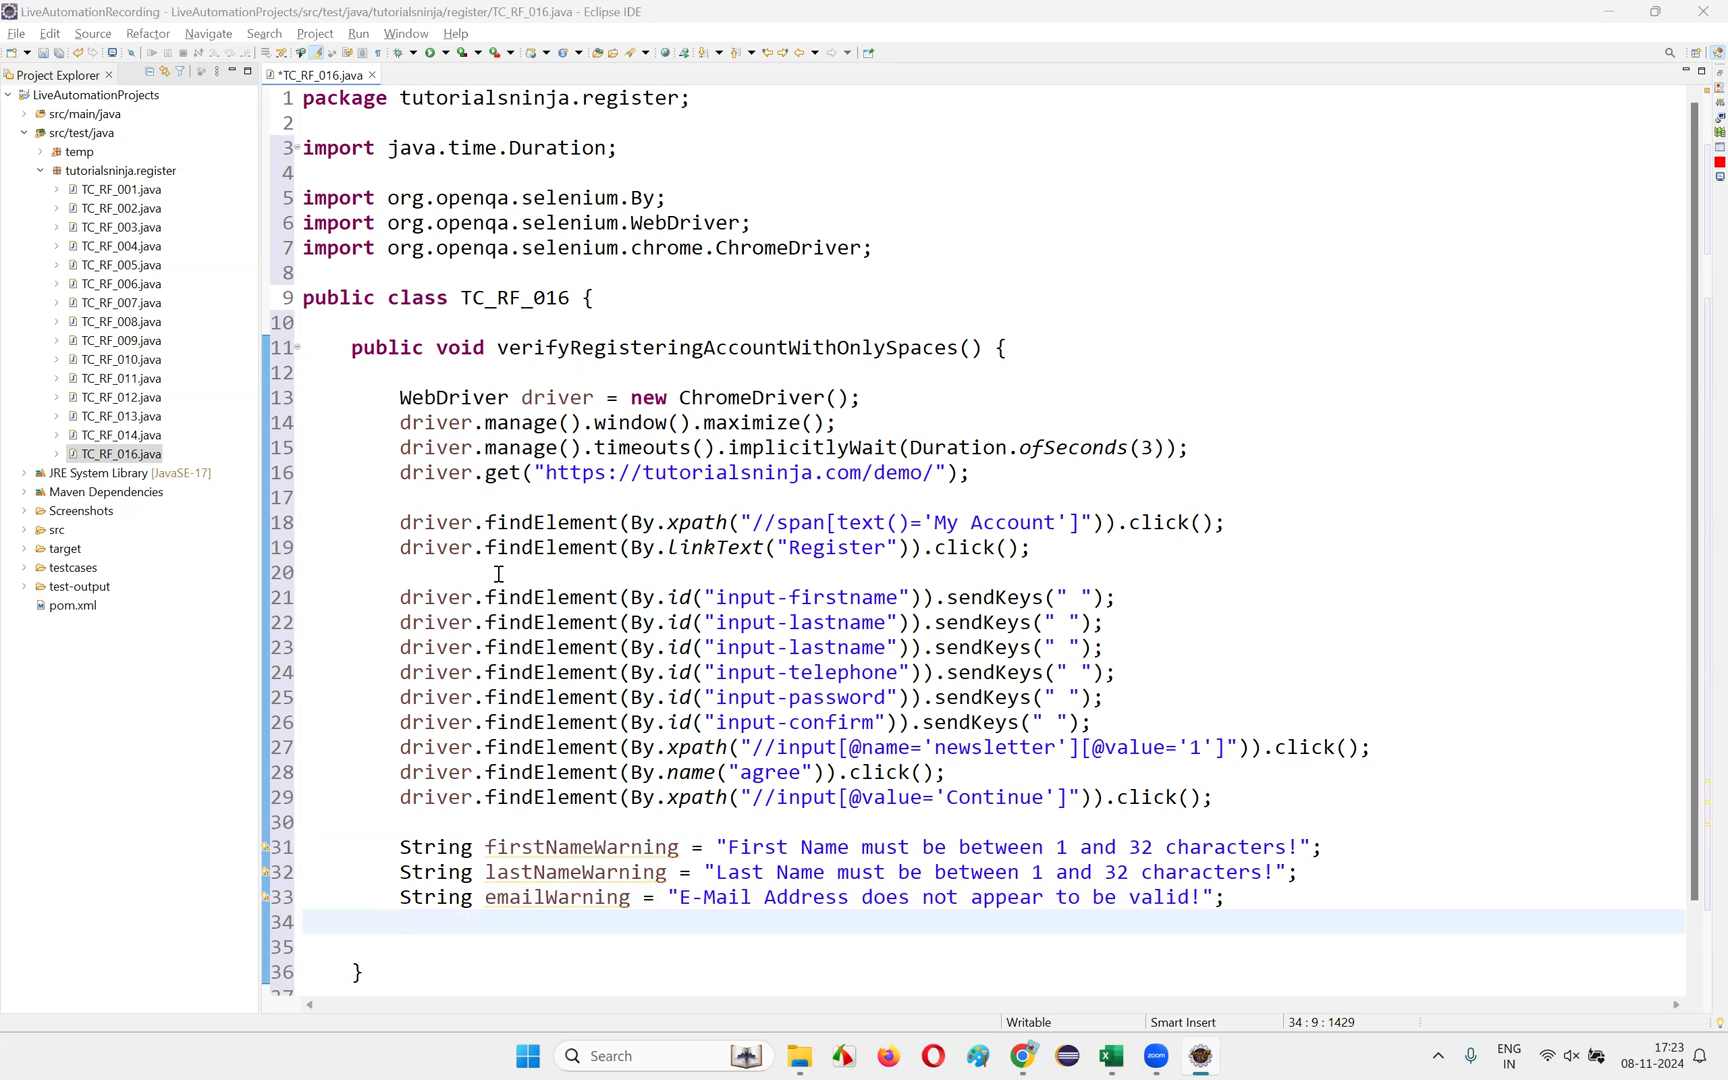 LiveAutomationRecording - LiveAutomationProjects/src/test/java/tutorialsninja/register/TC_RF_016.java - Eclipse IDE
File Edit Source Refactor Navigate Search Project Run Window Help
Project Explorer
*TC_RF_016.java
LiveAutomationProjects
src/main/java
src/test/java
temp
tutorialsninja.register
TC_RF_001.java
TC_RF_002.java
TC_RF_003.java
TC_RF_004.java
TC_RF_005.java
TC_RF_006.java
TC_RF_007.java
TC_RF_008.java
TC_RF_009.java
TC_RF_010.java
TC_RF_011.java
TC_RF_012.java
TC_RF_013.java
TC_RF_014.java
TC_RF_016.java
JRE System Library [JavaSE-17]
Maven Dependencies
Screenshots
src
target
testcases
test-output
pom.xml
1 package tutorialsninja.register;
2
3 import java.time.Duration;
4
5 import org.openqa.selenium.By;
6 import org.openqa.selenium.WebDriver;
7 import org.openqa.selenium.chrome.ChromeDriver;
8
9 public class TC_RF_016 {
10
11 public void verifyRegisteringAccountWithOnlySpaces() {
12
13 WebDriver driver = new ChromeDriver();
14 driver.manage().window().maximize();
15 driver.manage().timeouts().implicitlyWait(Duration.ofSeconds(3));
16 driver.get("https://tutorialsninja.com/demo/");
17
18 driver.findElement(By.xpath("//span[text()='My Account']")).click();
19 driver.findElement(By.linkText("Register")).click();
20
21 driver.findElement(By.id("input-firstname")).sendKeys(" ");
22 driver.findElement(By.id("input-lastname")).sendKeys(" ");
23 driver.findElement(By.id("input-lastname")).sendKeys(" ");
24 driver.findElement(By.id("input-telephone")).sendKeys(" ");
25 driver.findElement(By.id("input-password")).sendKeys(" ");
26 driver.findElement(By.id("input-confirm")).sendKeys(" ");
27 driver.findElement(By.xpath("//input[@name='newsletter'][@value='1']")).click();
28 driver.findElement(By.name("agree")).click();
29 driver.findElement(By.xpath("//input[@value='Continue']")).click();
30
31 String firstNameWarning = "First Name must be between 1 and 32 characters!";
32 String lastNameWarning = "Last Name must be between 1 and 32 characters!";
33 String emailWarning = "E-Mail Address does not appear to be valid!";
34
35
36 }
37
Writable Smart Insert 34 : 9 : 1429
Search
zoom
ENG
IN
17:23
08-11-2024